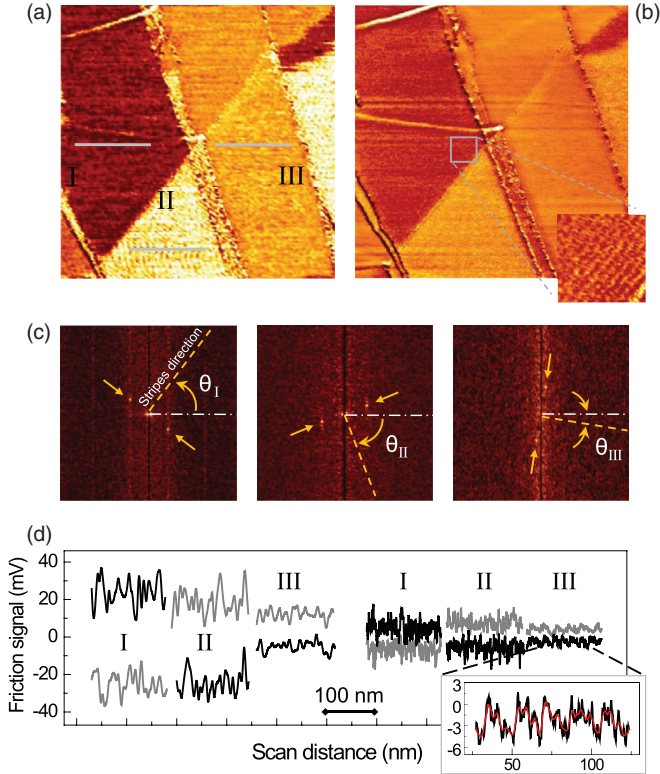 (a)
(b)
I
II
III
(c)
Stripes direction
θI
θII
θIII
(d)
Friction signal (mV)
40
20
0
-20
-40
III
I
II
I
II
III
100 nm
3
0
-3
-6
50
100
Scan distance (nm)